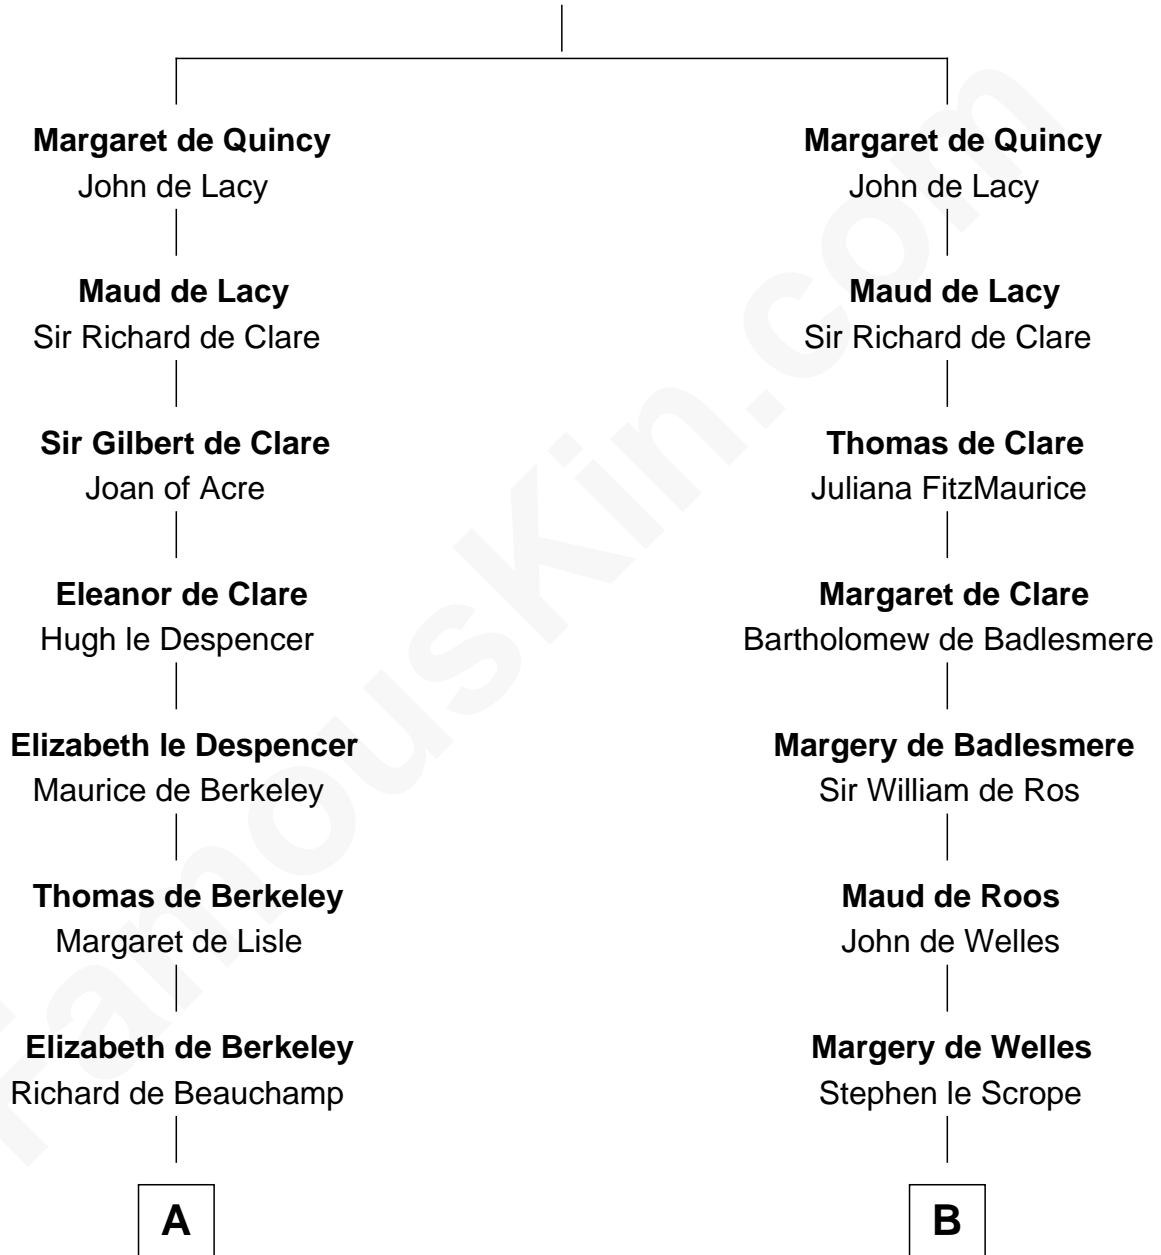 Margaret de Quincy
John de Lacy
Maud de Lacy
Sir Richard de Clare
Sir Gilbert de Clare
Joan of Acre
Eleanor de Clare
Hugh le Despencer
Elizabeth le Despencer
Maurice de Berkeley
Thomas de Berkeley
Margaret de Lisle
Elizabeth de Berkeley
Richard de Beauchamp
A
Margaret de Quincy
John de Lacy
Maud de Lacy
Sir Richard de Clare
Thomas de Clare
Juliana FitzMaurice
Margaret de Clare
Bartholomew de Badlesmere
Margery de Badlesmere
Sir William de Ros
Maud de Roos
John de Welles
Margery de Welles
Stephen le Scrope
B
FamousKin.com